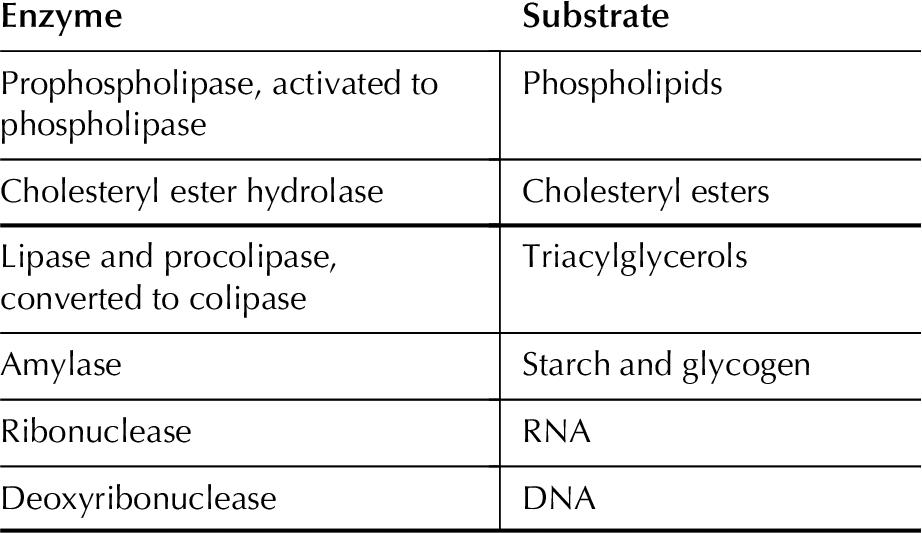 Enzyme Substrate
Prophospholipase, activated to Phospholipids
phospholipase
Cholesteryl ester hydrolase Cholesteryl esters
Lipase and procolipase, Triacylglycerols
converted to colipase
Amylase Starch and glycogen
Ribonuclease RNA
Deoxyribonuclease DNA